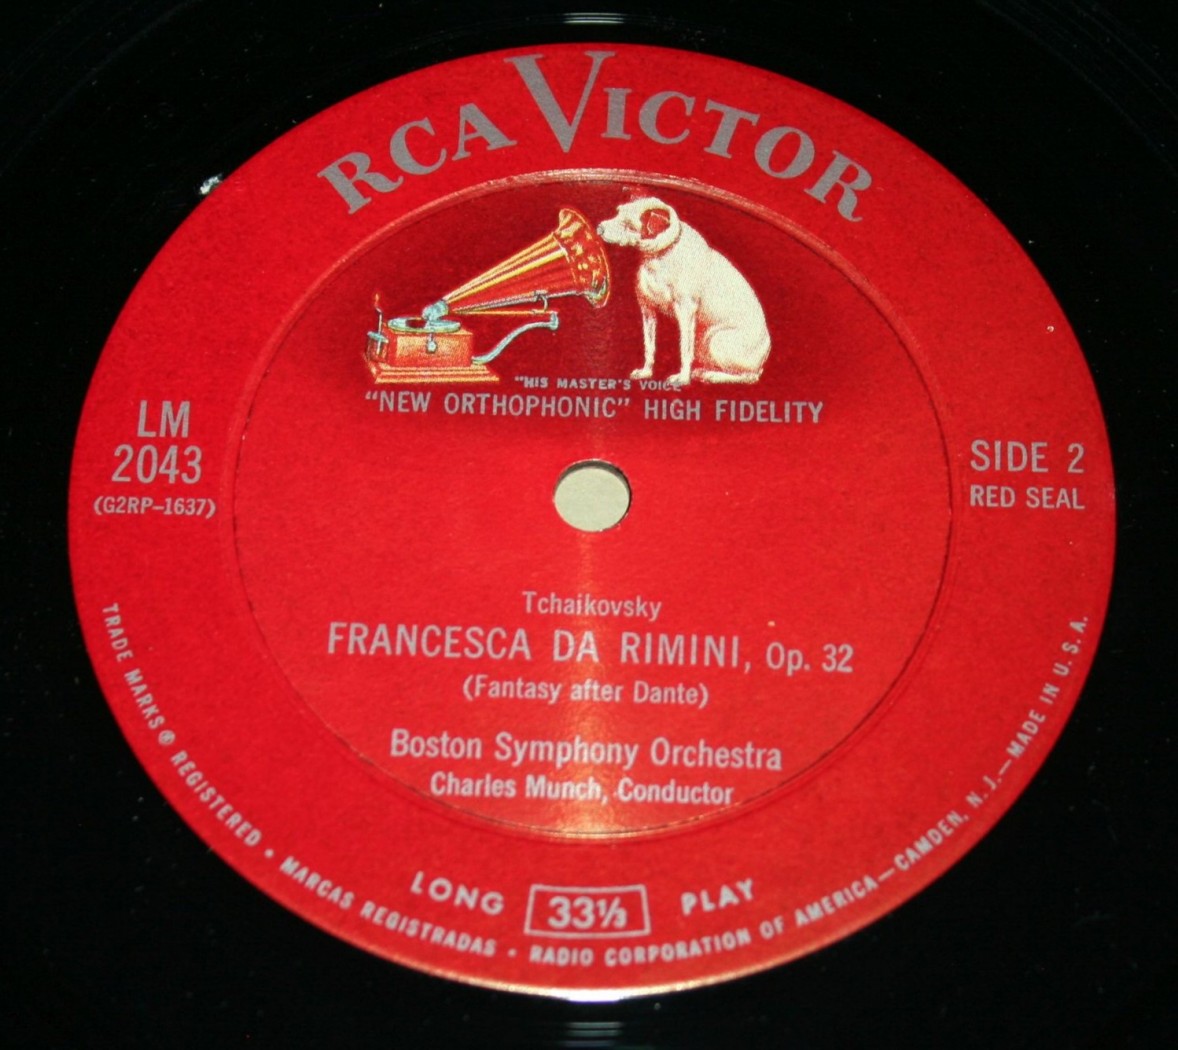 RCA VICTOR
"HIS MASTER'S VOICE"
"NEW ORTHOPHONIC" HIGH FIDELITY
LM
2043
(G2RP-1637)
SIDE 2
RED SEAL
Tchaikovsky
FRANCESCA DA RIMINI, Op. 32
(Fantasy after Dante)
Boston Symphony Orchestra
Charles Munch, Conductor
LONG 33⅓ PLAY
TRADE MARKS ® REGISTERED • MARCAS REGISTRADAS • RADIO CORPORATION OF AMERICA—CAMDEN, N. J.—MADE IN U. S. A.